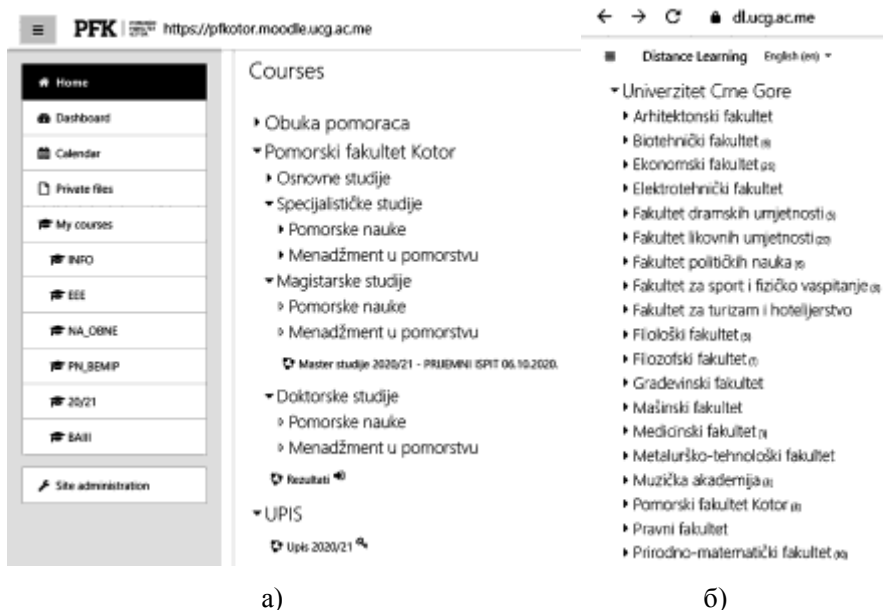 PFK https://pfkotor.moodle.ucg.ac.me
Home
Dashboard
Calendar
Private files
My courses
INFO
EEE
NA_OBNE
PN_BEMIP
20/21
BAIII
Site administration
Courses
Obuka pomoraca
Pomorski fakultet Kotor
Osnovne studije
Specijalističke studije
Pomorske nauke
Menadžment u pomorstvu
Magistarske studije
Pomorske nauke
Menadžment u pomorstvu
Master studije 2020/21 - PRIJEMNI ISPIT 06.10.2020.
Doktorske studije
Pomorske nauke
Menadžment u pomorstvu
Rezultati
UPIS
Upis 2020/21
dl.ucg.ac.me
Distance Learning English (en)
Univerzitet Crne Gore
Arhitektonski fakultet
Biotehnički fakultet
Ekonomski fakultet
Elektrotehnički fakultet
Fakultet dramskih umjetnosti
Fakultet likovnih umjetnosti
Fakultet političkih nauka
Fakultet za sport i fizičko vaspitanje
Fakultet za turizam i hotelijerstvo
Filološki fakultet
Filozofski fakultet
Građevinski fakultet
Mašinski fakultet
Medicinski fakultet
Metalurško-tehnološki fakultet
Muzička akademija
Pomorski fakultet Kotor
Pravni fakultet
Prirodno-matematički fakultet
а)
б)